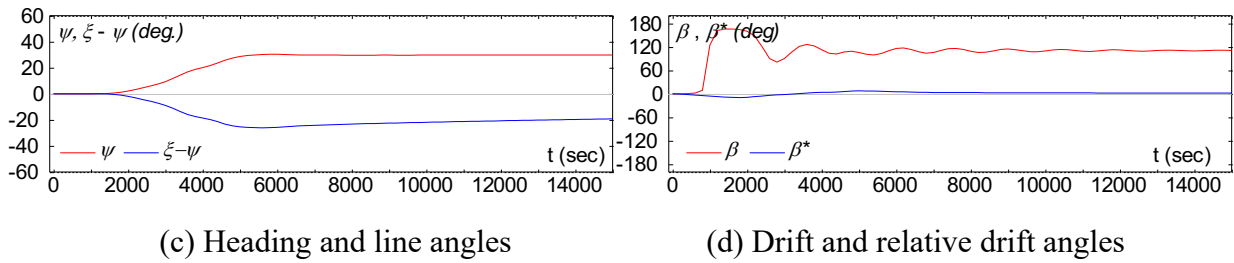 60
ψ, ξ - ψ (deg.)
40
20
0
-20
-40
ψ ξ−ψ t (sec)
-60
0 2000 4000 6000 8000 10000 12000 14000
(c) Heading and line angles
180
β , β* (deg)
120
60
0
-60
-120
β β* t (sec)
-180
0 2000 4000 6000 8000 10000 12000 14000
(d) Drift and relative drift angles